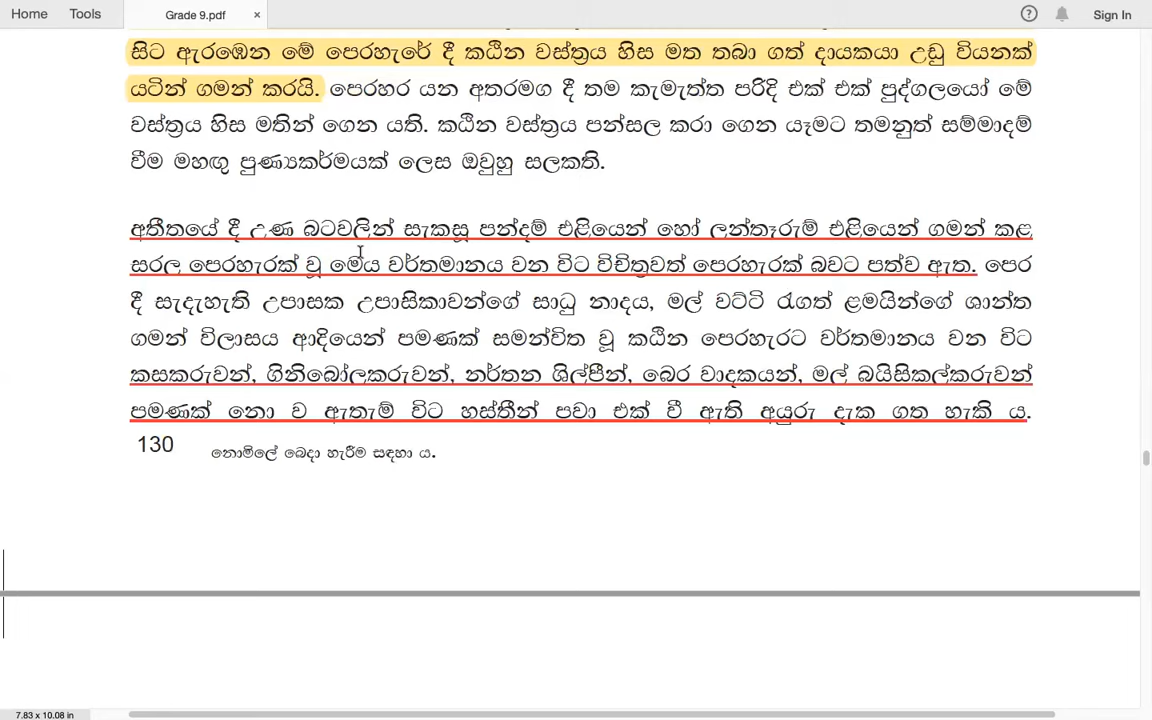 Home Tools Grade 9.pdf × Sign In
සිට ඇරඹෙන මේ පෙරහැරේ දී කඨින වස්ත්‍රය හිස මත තබා ගත් දායකයා උඩු වියනක්
යටින් ගමන් කරයි. පෙරහර යන අතරමග දී තම කැමැත්ත පරිදි එක් එක් පුද්ගලයෝ මේ
වස්ත්‍රය හිස මතින් ගෙන යති. කඨින වස්ත්‍රය පන්සල කරා ගෙන යෑමට තමනුත් සම්මාදම්
වීම මහඟු පුණ්‍යකර්මයක් ලෙස ඔවුහු සලකති.
අතීතයේ දී උණ බටවලින් සැකසූ පන්දම් එළියෙන් හෝ ලන්තෑරුම් එළියෙන් ගමන් කළ
සරල පෙරහැරක් වූ මේය වර්තමානය වන විට විචිත්‍රවත් පෙරහැරක් බවට පත්ව ඇත. පෙර
දී සැදැහැති උපාසක උපාසිකාවන්ගේ සාධු නාදය, මල් වට්ටි රැගත් ළමයින්ගේ ශාන්ත
ගමන් විලාසය ආදියෙන් පමණක් සමන්විත වූ කඨින පෙරහැරට වර්තමානය වන විට
කසකරුවන්, ගිනිබෝලකරුවන්, නර්තන ශිල්පීන්, බෙර වාදකයන්, මල් බයිසිකල්කරුවන්
පමණක් නො ව ඇතැම් විට හස්තීන් පවා එක් වී ඇති අයුරු දැක ගත හැකි ය.
130 නොමිලේ බෙදා හැරීම සඳහා ය.
7.83 x 10.08 in